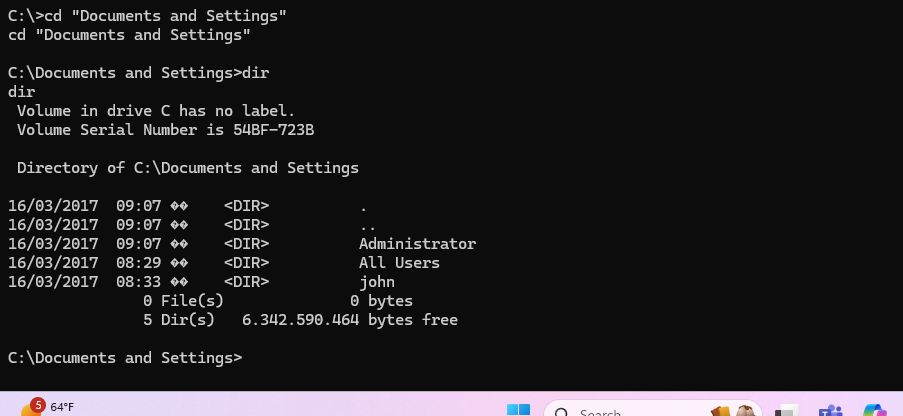 C:\>cd "Documents and Settings"
cd "Documents and Settings"
C:\Documents and Settings>dir
dir
 Volume in drive C has no label.
 Volume Serial Number is 54BF-723B
 Directory of C:\Documents and Settings
16/03/2017  09:07 ��    <DIR>          .
16/03/2017  09:07 ��    <DIR>          ..
16/03/2017  09:07 ��    <DIR>          Administrator
16/03/2017  08:29 ��    <DIR>          All Users
16/03/2017  08:33 ��    <DIR>          john
               0 File(s)              0 bytes
               5 Dir(s)   6.342.590.464 bytes free
C:\Documents and Settings>
5 64°F Search